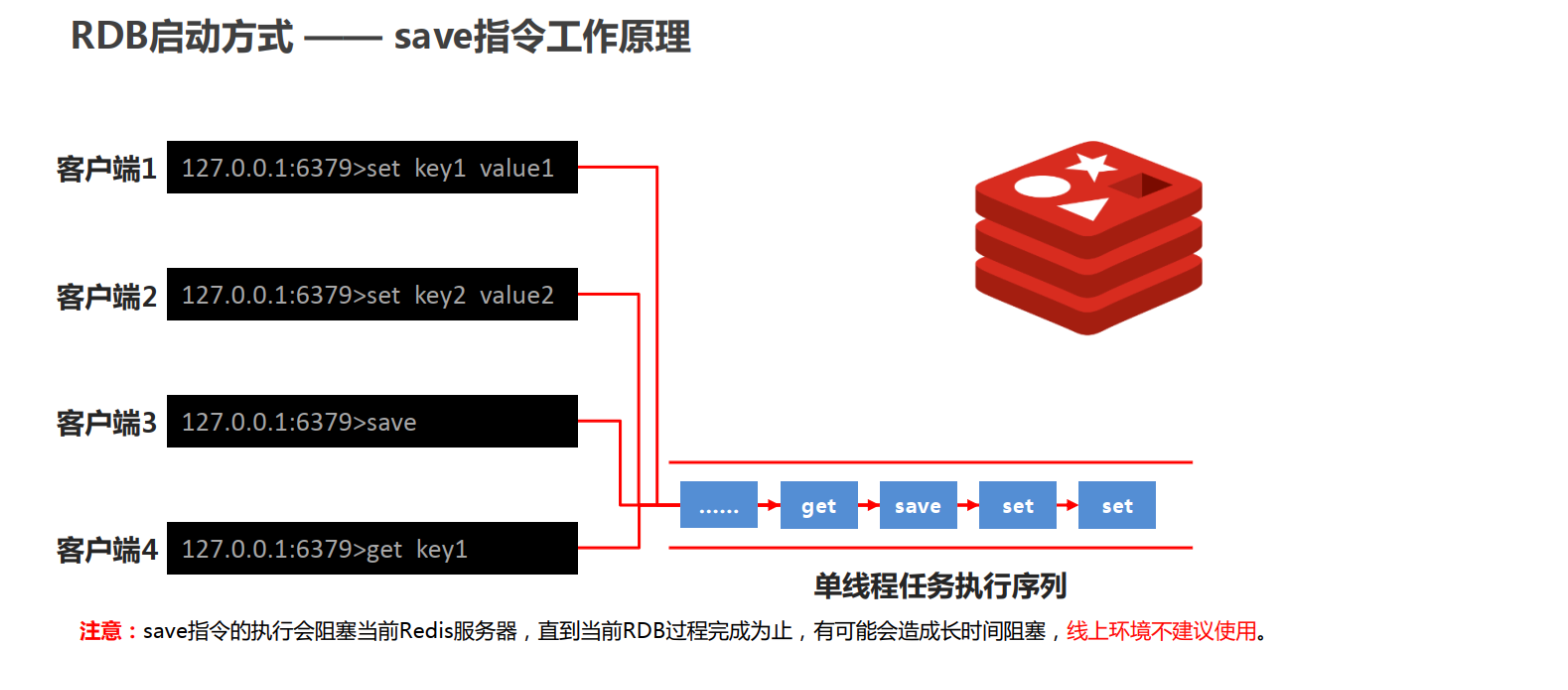 RDB启动方式 —— save指令工作原理
客户端1 127.0.0.1:6379>set key1 value1
客户端2 127.0.0.1:6379>set key2 value2
客户端3 127.0.0.1:6379>save
客户端4 127.0.0.1:6379>get key1
…… get save set set
单线程任务执行序列
注意：save指令的执行会阻塞当前Redis服务器，直到当前RDB过程完成为止，有可能会造成长时间阻塞，线上环境不建议使用。